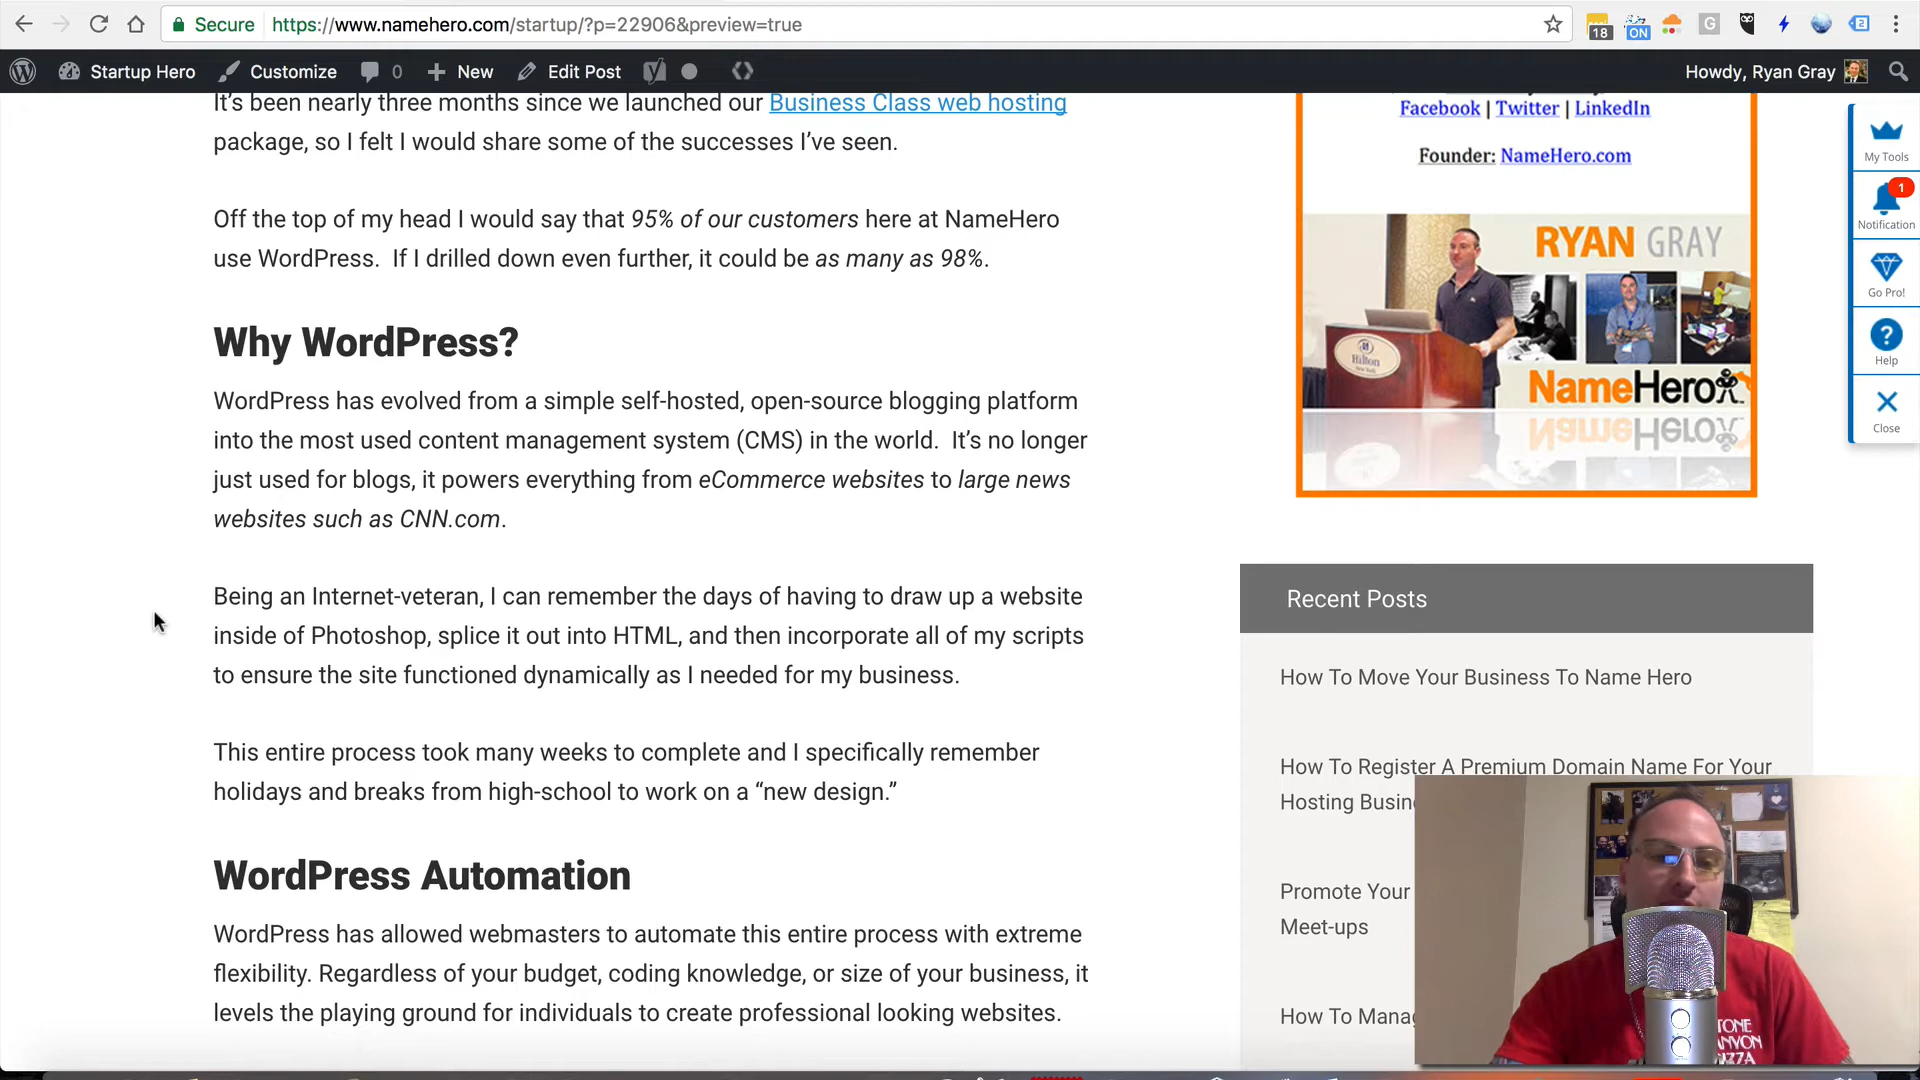 Secure https://www.namehero.com/startup/?p=22906&preview=true
18 ON G 2
Startup Hero Customize 0 New Edit Post Howdy, Ryan Gray
It’s been nearly three months since we launched our Business Class web hosting
package, so I felt I would share some of the successes I’ve seen.
Off the top of my head I would say that 95% of our customers here at NameHero
use WordPress.  If I drilled down even further, it could be as many as 98%.
Why WordPress?
WordPress has evolved from a simple self-hosted, open-source blogging platform
into the most used content management system (CMS) in the world.  It’s no longer
just used for blogs, it powers everything from eCommerce websites to large news
websites such as CNN.com.
Being an Internet-veteran, I can remember the days of having to draw up a website
inside of Photoshop, splice it out into HTML, and then incorporate all of my scripts
to ensure the site functioned dynamically as I needed for my business.
This entire process took many weeks to complete and I specifically remember
holidays and breaks from high-school to work on a “new design.”
WordPress Automation
WordPress has allowed webmasters to automate this entire process with extreme
flexibility. Regardless of your budget, coding knowledge, or size of your business, it
levels the playing ground for individuals to create professional looking websites.
Facebook | Twitter | LinkedIn
Founder: NameHero.com
RYAN GRAY
Hilton
NameHero
Recent Posts
How To Move Your Business To Name Hero
How To Register A Premium Domain Name For Your
Hosting Busin
Promote Your
Meet-ups
How To Manag
My Tools
1
Notification
Go Pro!
?
Help
Close
TONE
ANYON
IZZA